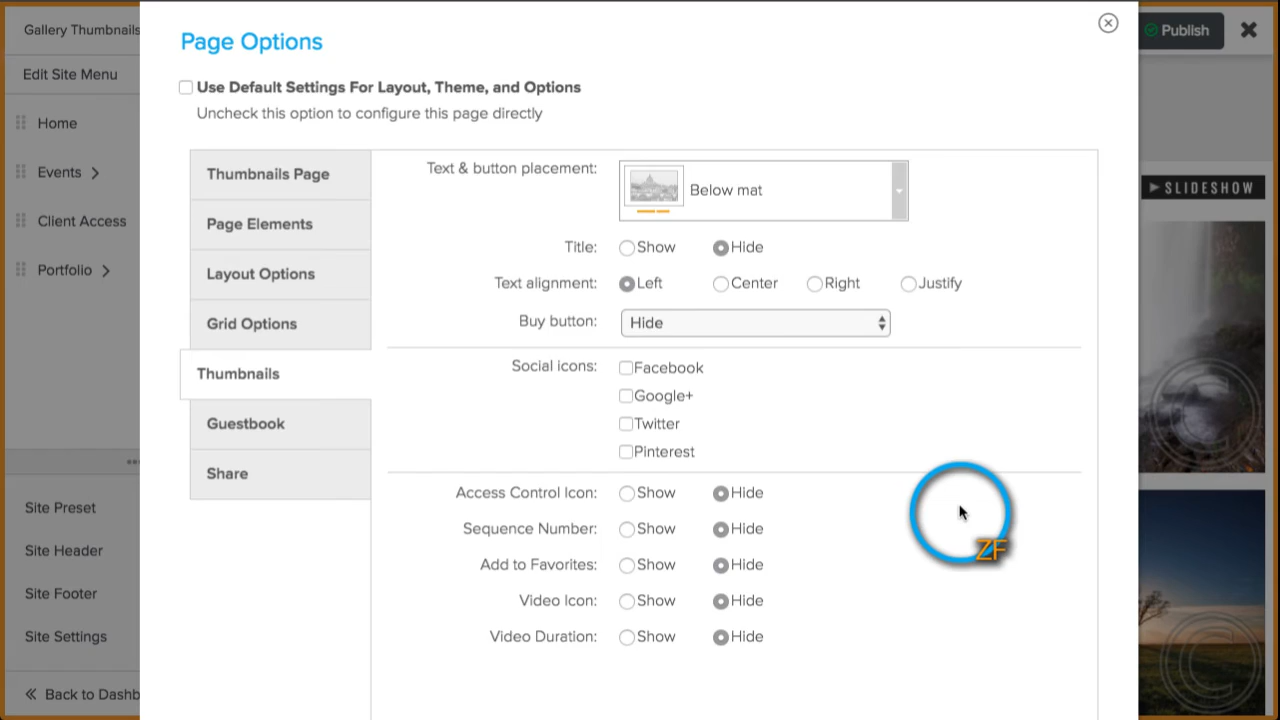 Gallery Thumbnails
Edit Site Menu
Home
Events
Client Access
Portfolio
Site Preset
Site Header
Site Footer
Site Settings
Back to Dashb
Page Options
Use Default Settings For Layout, Theme, and Options
Uncheck this option to configure this page directly
Thumbnails Page
Page Elements
Layout Options
Grid Options
Thumbnails
Guestbook
Share
Text & button placement: Below mat
Title: Show Hide
Text alignment: Left Center Right Justify
Buy button: Hide
Social icons: Facebook
Google+
Twitter
Pinterest
Access Control Icon: Show Hide
Sequence Number: Show Hide
Add to Favorites: Show Hide
Video Icon: Show Hide
Video Duration: Show Hide
ZF
Publish
SLIDESHOW
C
C